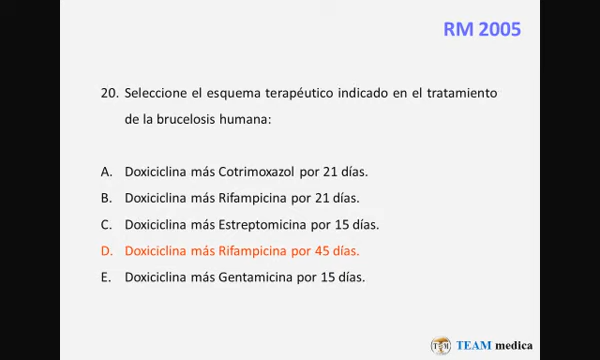 RM 2005
20. Seleccione el esquema terapéutico indicado en el tratamiento
de la brucelosis humana:
A. Doxiciclina más Cotrimoxazol por 21 días.
B. Doxiciclina más Rifampicina por 21 días.
C. Doxiciclina más Estreptomicina por 15 días.
D. Doxiciclina más Rifampicina por 45 días.
E. Doxiciclina más Gentamicina por 15 días.
TEAM medica